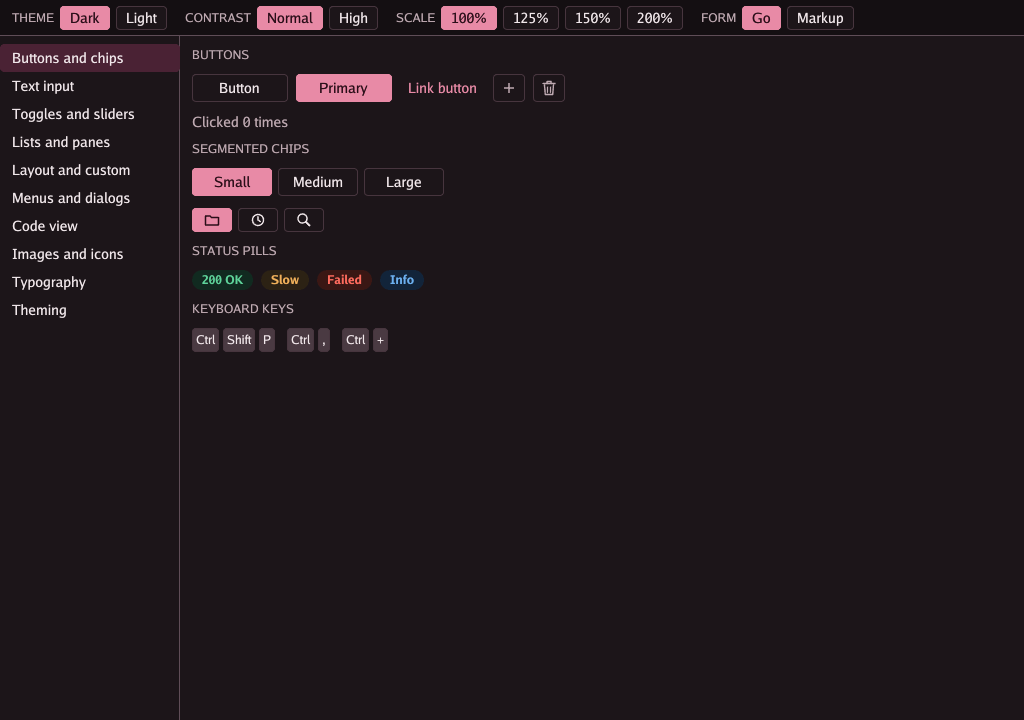 THEME Dark Light CONTRAST Normal High SCALE 100% 125% 150% 200% FORM Go Markup
Buttons and chips
Text input
Toggles and sliders
Lists and panes
Layout and custom
Menus and dialogs
Code view
Images and icons
Typography
Theming
BUTTONS
Button Primary Link button
Clicked 0 times
SEGMENTED CHIPS
Small Medium Large
STATUS PILLS
200 OK Slow Failed Info
KEYBOARD KEYS
Ctrl Shift P Ctrl , Ctrl +